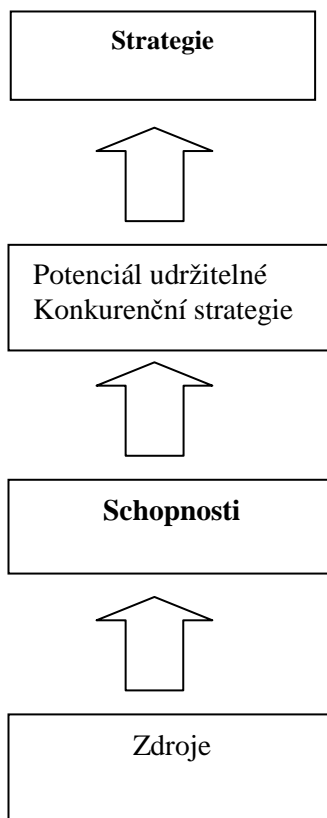 Strategie
Potenciál udržitelné
Konkurenční strategie
Schopnosti
Zdroje